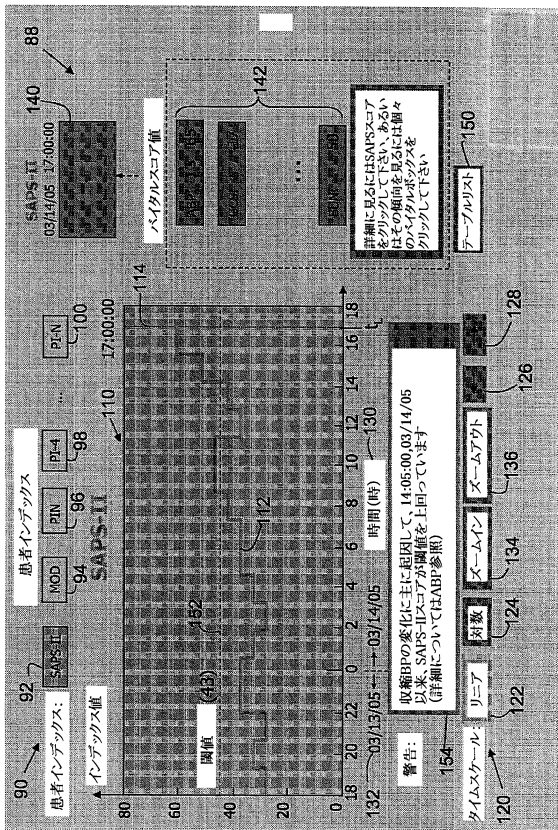 患者インデックス
90
92
94
96
98
100
88
患者インデックス:
SAPS-II
MOD
PIN
PI-4
...
PI-N
SAPS-II
03/14/05 17:00:00
140
インデックス値
SAPS-II
110
17:00:00
114
80
60
40
20
0
閾値
(43)
152
112
バイタルスコア値
142
18 20 22 0 2 4 6 8 10 12 14 16 18
132 03/13/05 ← → 03/14/05
時間(時)
130
詳細に見るにはSAPSスコア
をクリックして下さい、あるい
はその傾向を見るには個々
のバイタルボックスを
クリックして下さい
警告:
収縮BPの変化に主に起因して、14:05:00,03/14/05
以来、SAPS-IIスコアが閾値を上回っています
(詳細についてはABP参照)
154
テーブルリスト
150
タイムスケール:
リニア
対数
ズームイン
ズームアウト
120
122
124
134
136
126
128